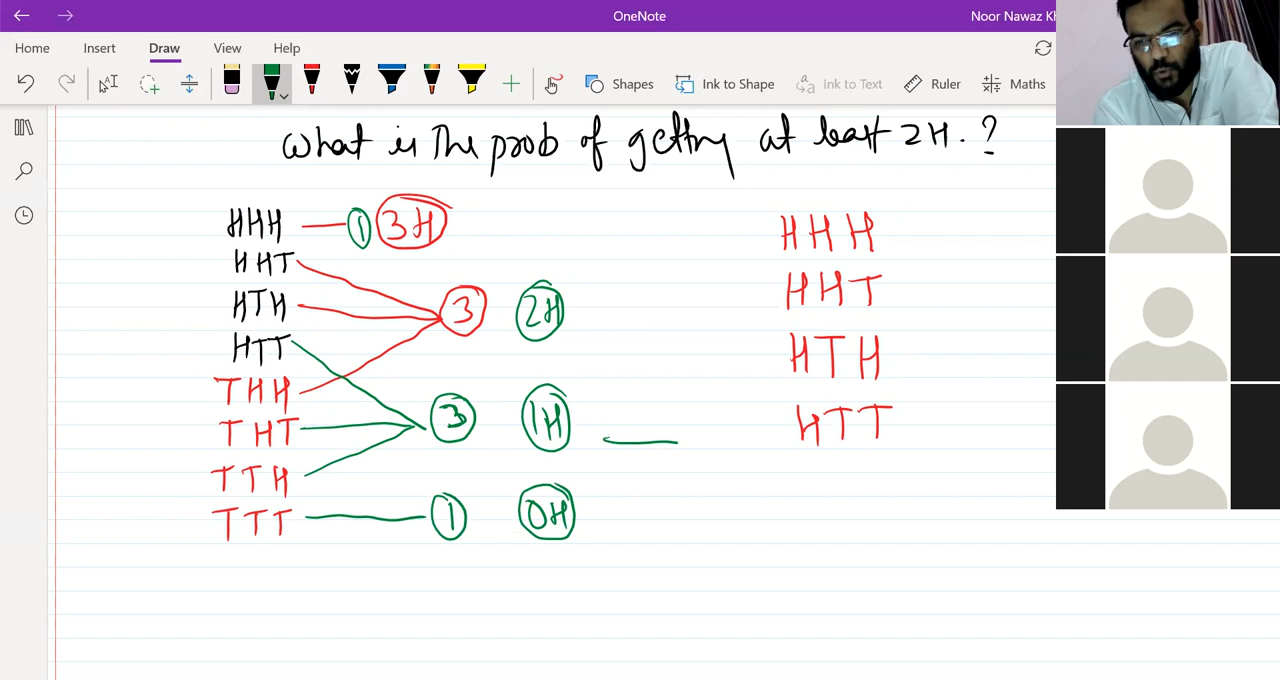 OneNote
Noor Nawaz Kh
Home Insert Draw View Help
Shapes Ink to Shape Ink to Text Ruler Maths
What is The prob of getting at least 2H. ?
HHH 1 3H
HHT
HTH 3 2H
HTT
THH
THT 3 1H
TTH
TTT 1 0H
HHH
HHT
HTH
HTT